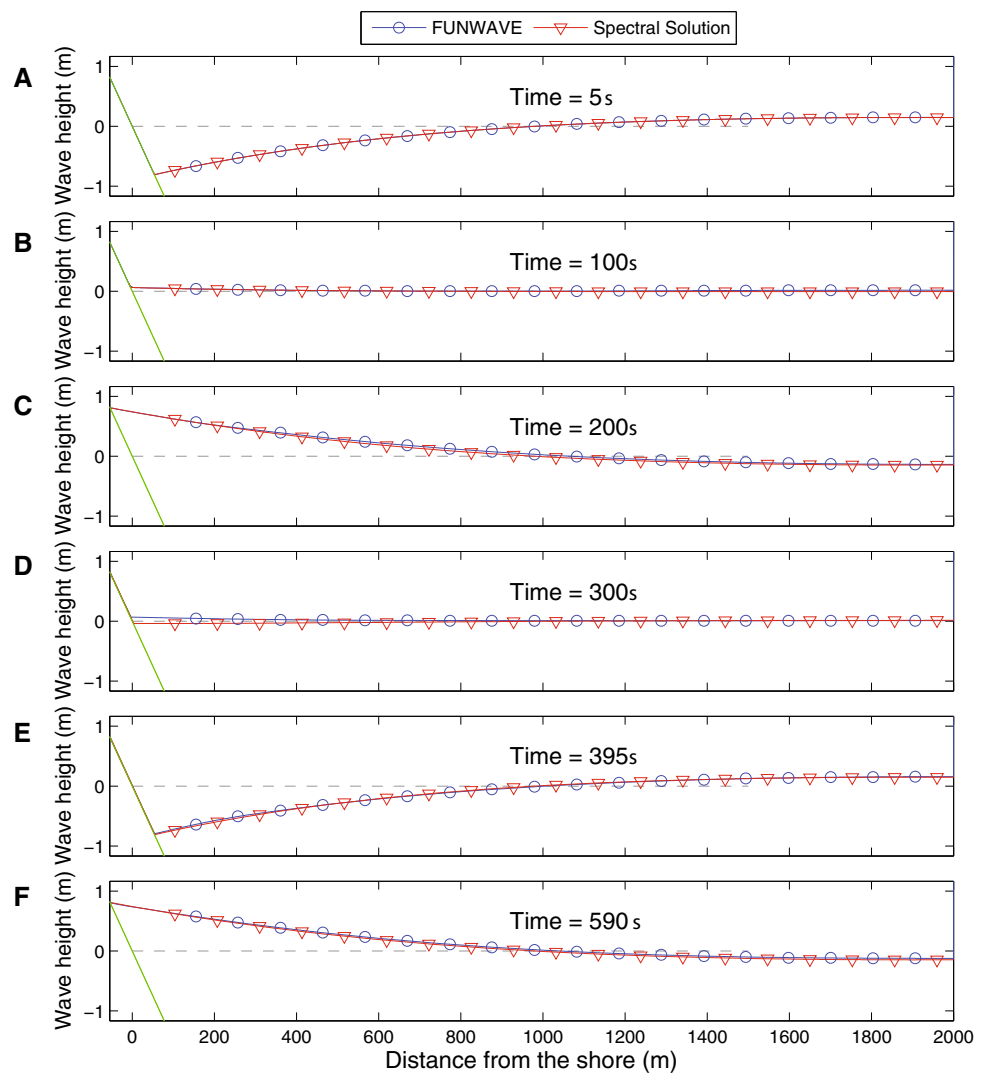 FUNWAVE Spectral Solution
A
Wave height (m)
1
0
−1
Time = 5s
B
Wave height (m)
1
0
−1
Time = 100s
C
Wave height (m)
1
0
−1
Time = 200s
D
Wave height (m)
1
0
−1
Time = 300s
E
Wave height (m)
1
0
−1
Time = 395s
F
Wave height (m)
1
0
−1
Time = 590 s
0 200 400 600 800 1000 1200 1400 1600 1800 2000
Distance from the shore (m)